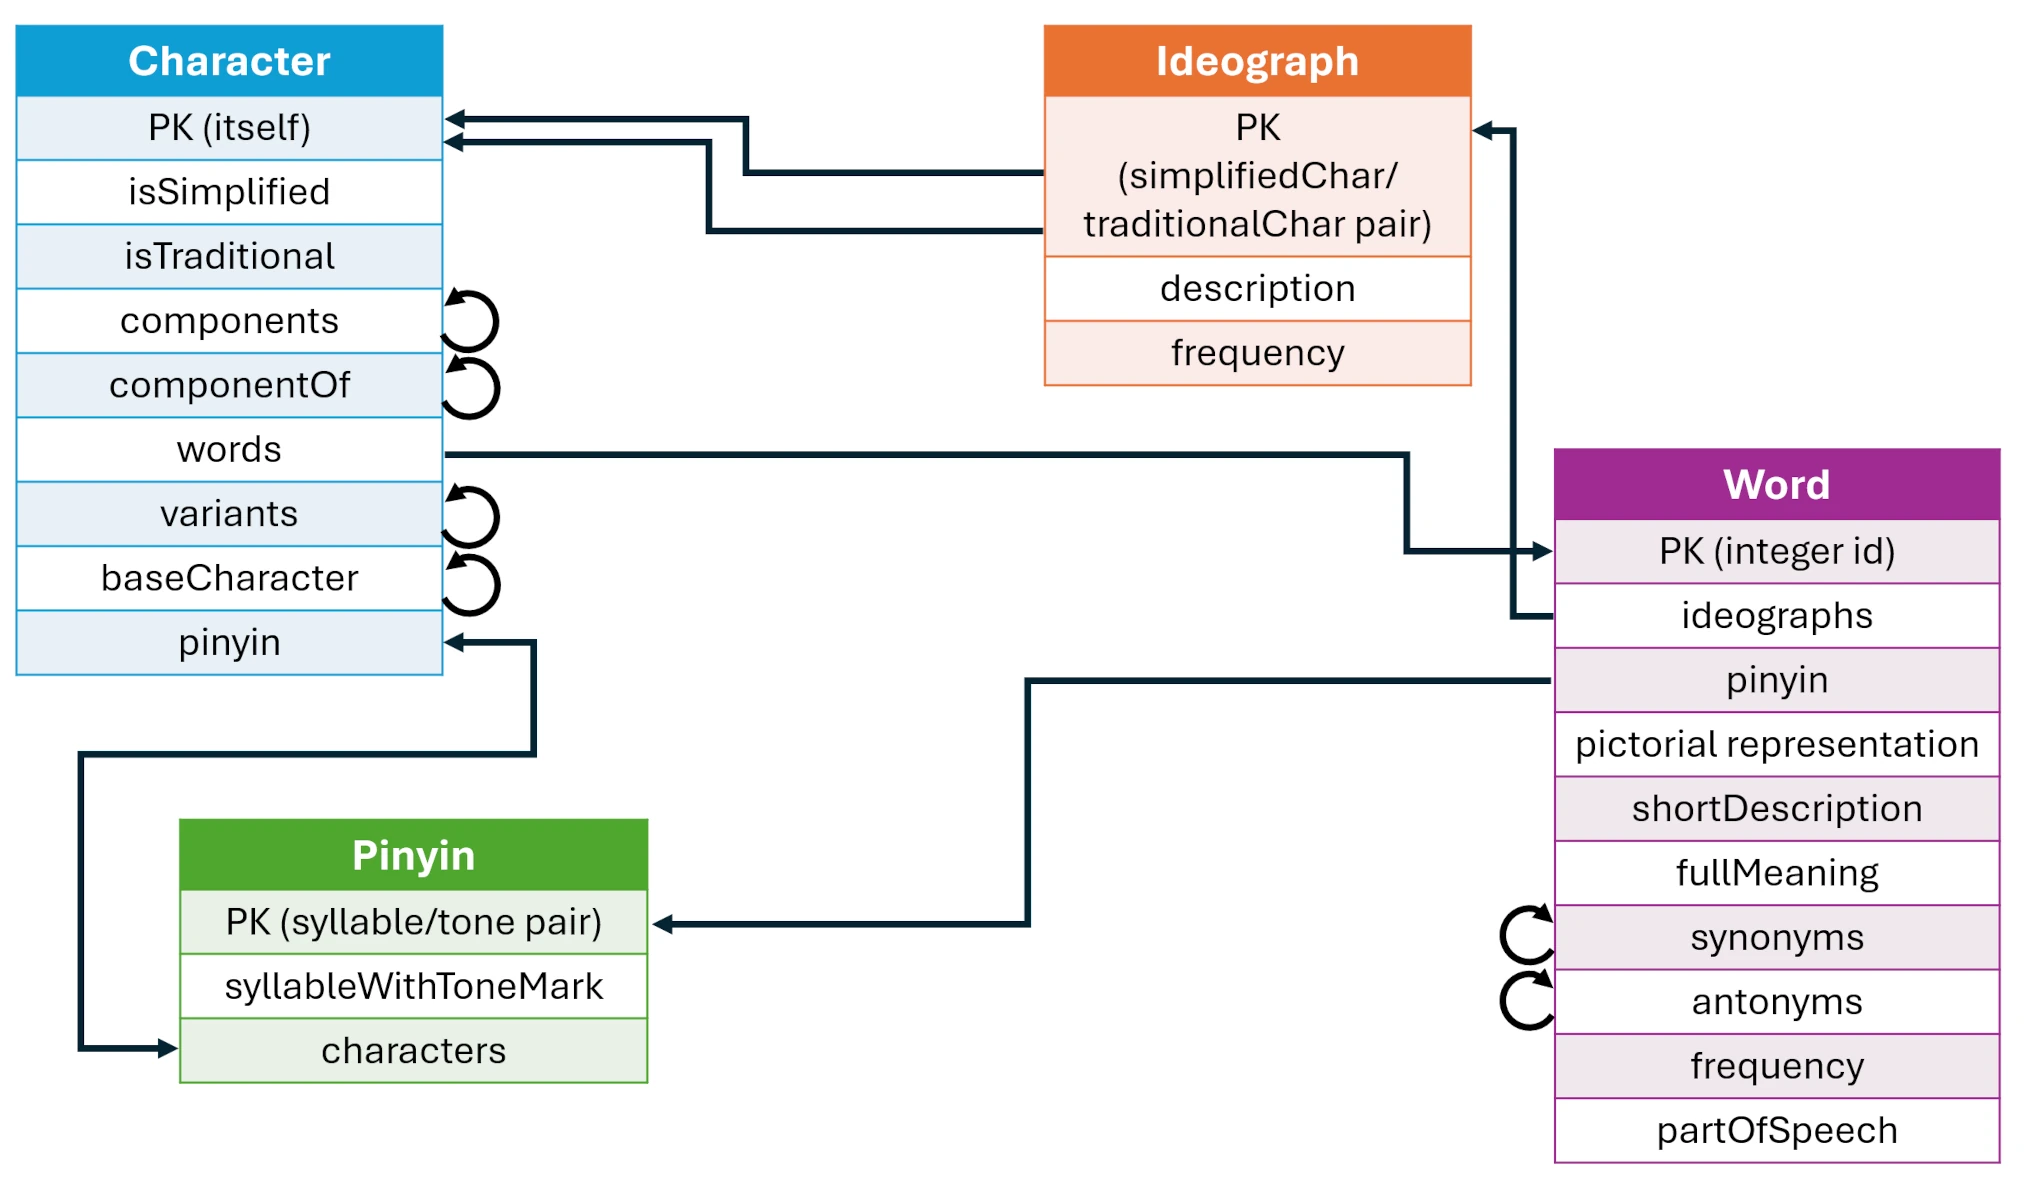 Character
PK (itself)
isSimplified
isTraditional
components
componentOf
words
variants
baseCharacter
pinyin
Ideograph
PK
(simplifiedChar/
traditionalChar pair)
description
frequency
Word
PK (integer id)
ideographs
pinyin
pictorial representation
shortDescription
fullMeaning
synonyms
antonyms
frequency
partOfSpeech
Pinyin
PK (syllable/tone pair)
syllableWithToneMark
characters